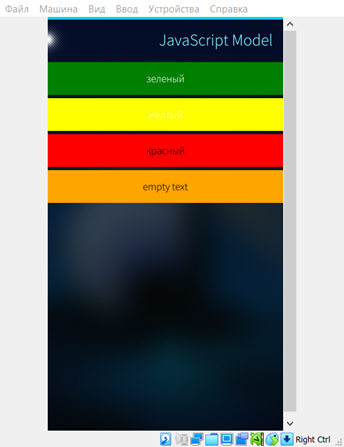 Файл Машина Вид Ввод Устройства Справка
JavaScript Model
зеленый
желтый
красный
empty text
Right Ctrl